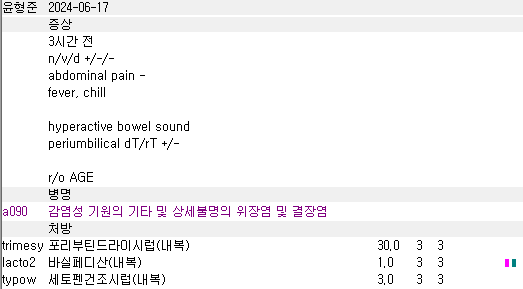 윤형준 2024-06-17
증상
3시간 전
n/v/d +/-/-
abdominal pain -
fever, chill
hyperactive bowel sound
periumbilical dT/rT +/-
r/o AGE
병명
a090 감염성 기원의 기타 및 상세불명의 위장염 및 결장염
처방
trimesy 포리부틴드라이시럽(내복) 30.0 3 3
lacto2 바실페디산(내복) 1.0 3 3
typow 세토펜건조시럽(내복) 3.0 3 3